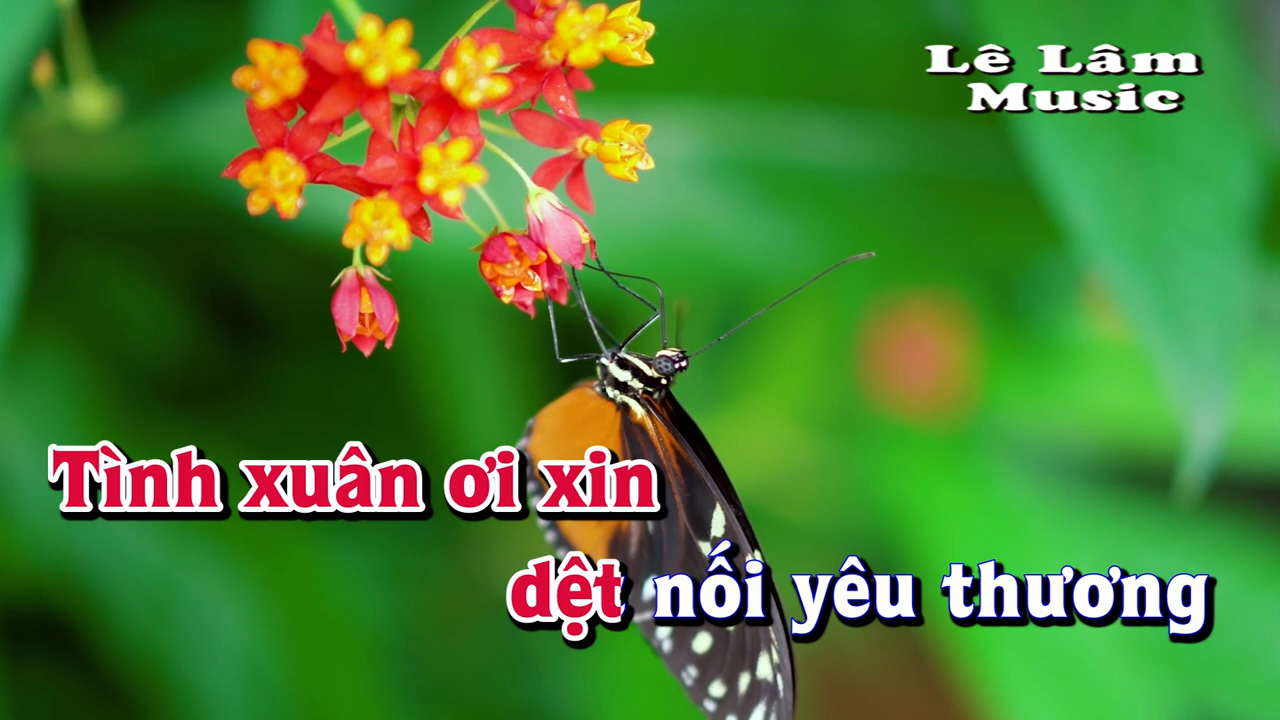 Lê Lâm
Music
Tình xuân ơi xin
dệt nối yêu thương